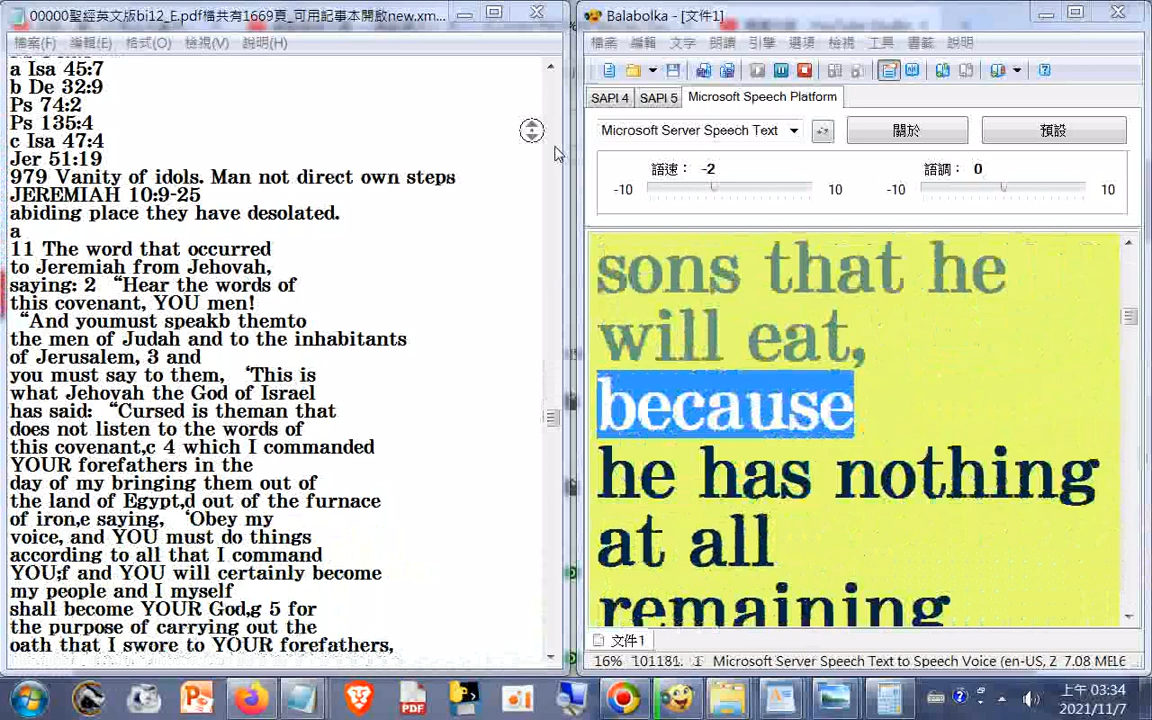 00000聖經英文版bi12_E.pdf檔共有1669頁_可用記事本開啟new.xm...
檔案(F) 編輯(E) 格式(O) 檢視(V) 說明(H)
a Isa 45:7
b De 32:9
Ps 74:2
Ps 135:4
c Isa 47:4
Jer 51:19
979 Vanity of idols. Man not direct own steps
JEREMIAH 10:9-25
abiding place they have desolated.
a
11 The word that occurred
to Jeremiah from Jehovah,
saying: 2 “Hear the words of
this covenant, YOU men!
“And youmust speakb themto
the men of Judah and to the inhabitants
of Jerusalem, 3 and
you must say to them, ‘This is
what Jehovah the God of Israel
has said: “Cursed is theman that
does not listen to the words of
this covenant,c 4 which I commanded
YOUR forefathers in the
day of my bringing them out of
the land of Egypt,d out of the furnace
of iron,e saying, ‘Obey my
voice, and YOU must do things
according to all that I command
YOU;f and YOU will certainly become
my people and I myself
shall become YOUR God,g 5 for
the purpose of carrying out the
oath that I swore to YOUR forefathers,
Balabolka - [文件1]
檔案 編輯 文字 朗讀 引擎 選項 檢視 工具 書籤 說明
SAPI 4 SAPI 5 Microsoft Speech Platform
Microsoft Server Speech Text 關於 預設
語速: -2 語調: 0
-10 10 -10 10
sons that he
will eat,
because
he has nothing
at all
remaining
文件1
16% 101181. Microsoft Server Speech Text to Speech Voice (en-US, Z 7.08 MЕ
PDF
上午 03:34
2021/11/7